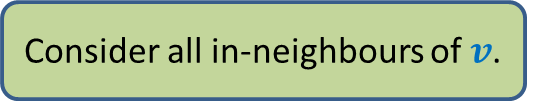 Consider all in-neighbours of 𝒗.